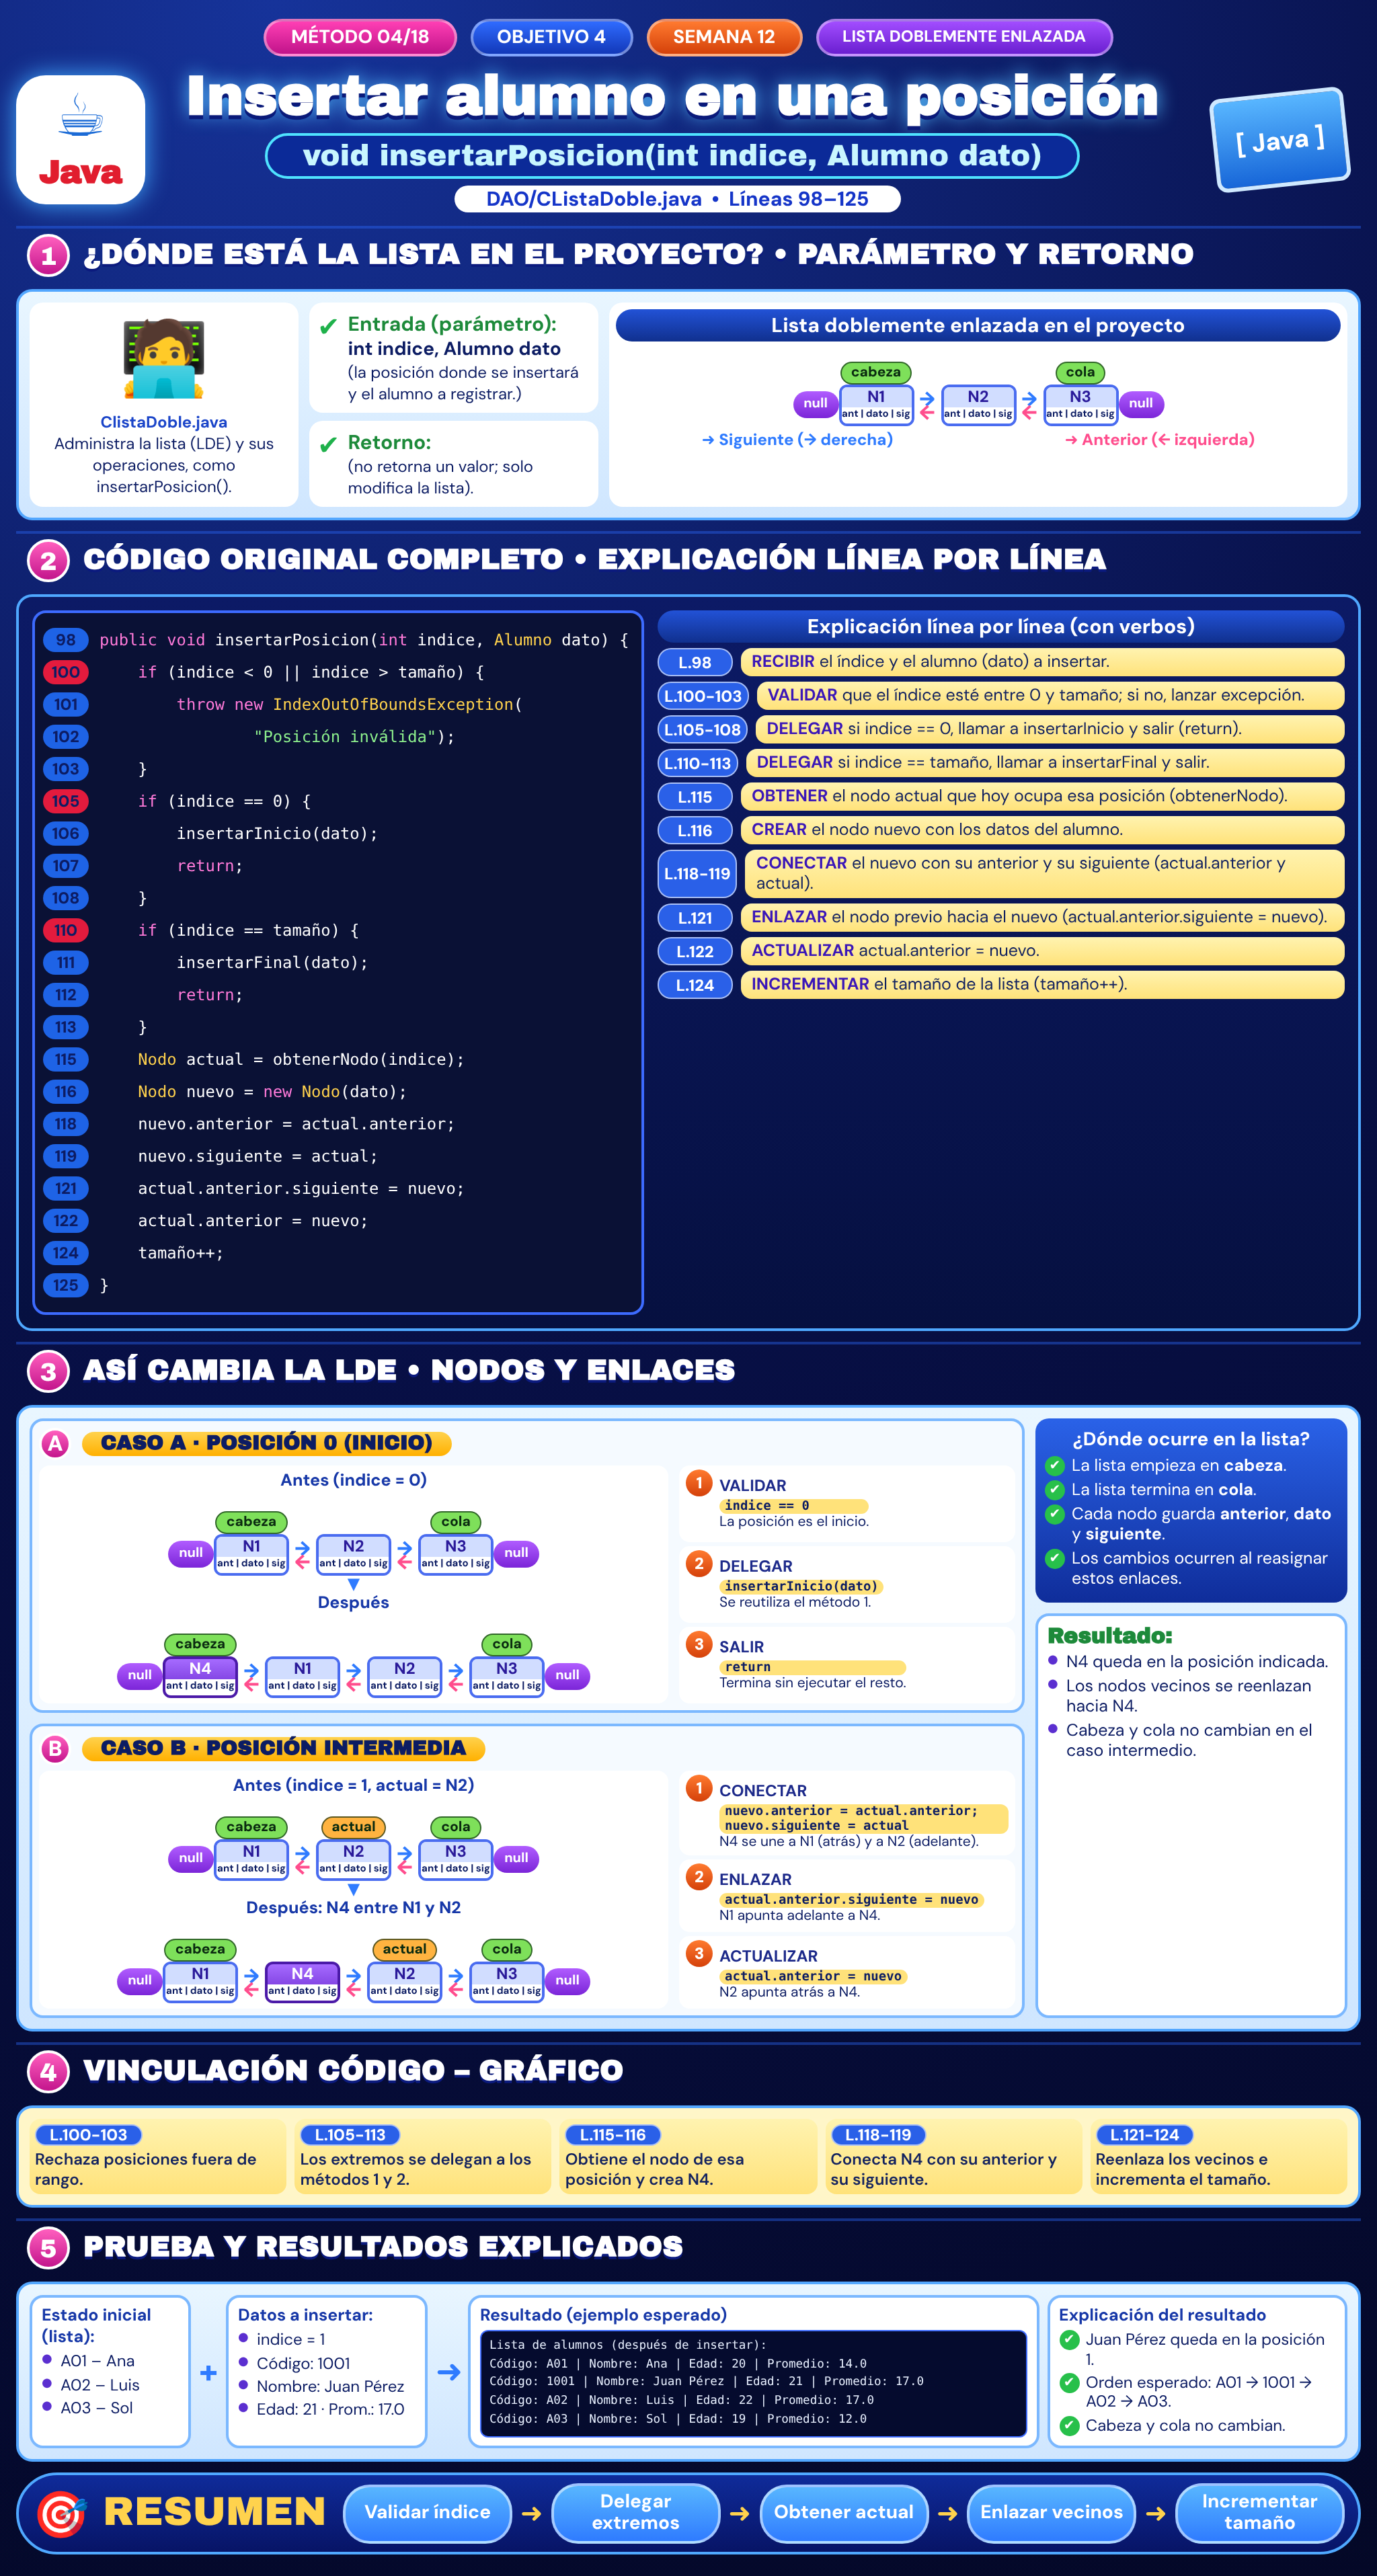 MÉTODO 04/18
OBJETIVO 4
SEMANA 12
LISTA DOBLEMENTE ENLAZADA
Java
Insertar alumno en una posición
[ Java ]
void insertarPosicion(int indice, Alumno dato)
DAO/CListaDoble.java • Líneas 98–125
1 ¿DÓNDE ESTÁ LA LISTA EN EL PROYECTO? • PARÁMETRO Y RETORNO
ClistaDoble.java
Administra la lista (LDE) y sus
operaciones, como
insertarPosicion().
✔ Entrada (parámetro):
int indice, Alumno dato
(la posición donde se insertará
y el alumno a registrar.)
✔ Retorno:
(no retorna un valor; solo
modifica la lista).
Lista doblemente enlazada en el proyecto
cabeza cola
null N1 → N2 → N3 null
ant | dato | sig ← ant | dato | sig ← ant | dato | sig
→ Siguiente (→ derecha) → Anterior (← izquierda)
2 CÓDIGO ORIGINAL COMPLETO • EXPLICACIÓN LÍNEA POR LÍNEA
98 public void insertarPosicion(int indice, Alumno dato) {
100 if (indice < 0 || indice > tamaño) {
101 throw new IndexOutOfBoundsException(
102 "Posición inválida");
103 }
105 if (indice == 0) {
106 insertarInicio(dato);
107 return;
108 }
110 if (indice == tamaño) {
111 insertarFinal(dato);
112 return;
113 }
115 Nodo actual = obtenerNodo(indice);
116 Nodo nuevo = new Nodo(dato);
118 nuevo.anterior = actual.anterior;
119 nuevo.siguiente = actual;
121 actual.anterior.siguiente = nuevo;
122 actual.anterior = nuevo;
124 tamaño++;
125 }
Explicación línea por línea (con verbos)
L.98 RECIBIR el índice y el alumno (dato) a insertar.
L.100-103 VALIDAR que el índice esté entre 0 y tamaño; si no, lanzar excepción.
L.105-108 DELEGAR si indice == 0, llamar a insertarInicio y salir (return).
L.110-113 DELEGAR si indice == tamaño, llamar a insertarFinal y salir.
L.115 OBTENER el nodo actual que hoy ocupa esa posición (obtenerNodo).
L.116 CREAR el nodo nuevo con los datos del alumno.
L.118-119 CONECTAR el nuevo con su anterior y su siguiente (actual.anterior y
actual).
L.121 ENLAZAR el nodo previo hacia el nuevo (actual.anterior.siguiente = nuevo).
L.122 ACTUALIZAR actual.anterior = nuevo.
L.124 INCREMENTAR el tamaño de la lista (tamaño++).
3 ASÍ CAMBIA LA LDE • NODOS Y ENLACES
A CASO A · POSICIÓN 0 (INICIO)
Antes (indice = 0)
cabeza cola
null N1 → N2 → N3 null
ant | dato | sig ← ant | dato | sig ← ant | dato | sig
▼
Después
cabeza cola
null N4 → N1 → N2 → N3 null
ant | dato | sig ← ant | dato | sig ← ant | dato | sig ← ant | dato | sig
1 VALIDAR
indice == 0
La posición es el inicio.
2 DELEGAR
insertarInicio(dato)
Se reutiliza el método 1.
3 SALIR
return
Termina sin ejecutar el resto.
B CASO B · POSICIÓN INTERMEDIA
Antes (indice = 1, actual = N2)
cabeza actual cola
null N1 → N2 → N3 null
ant | dato | sig ← ant | dato | sig ← ant | dato | sig
▼
Después: N4 entre N1 y N2
cabeza actual cola
null N1 → N4 → N2 → N3 null
ant | dato | sig ← ant | dato | sig ← ant | dato | sig ← ant | dato | sig
1 CONECTAR
nuevo.anterior = actual.anterior;
nuevo.siguiente = actual
N4 se une a N1 (atrás) y a N2 (adelante).
2 ENLAZAR
actual.anterior.siguiente = nuevo
N1 apunta adelante a N4.
3 ACTUALIZAR
actual.anterior = nuevo
N2 apunta atrás a N4.
¿Dónde ocurre en la lista?
✔ La lista empieza en cabeza.
✔ La lista termina en cola.
✔ Cada nodo guarda anterior, dato
y siguiente.
✔ Los cambios ocurren al reasignar
estos enlaces.
Resultado:
• N4 queda en la posición indicada.
• Los nodos vecinos se reenlazan
hacia N4.
• Cabeza y cola no cambian en el
caso intermedio.
4 VINCULACIÓN CÓDIGO – GRÁFICO
L.100-103
Rechaza posiciones fuera de
rango.
L.105-113
Los extremos se delegan a los
métodos 1 y 2.
L.115-116
Obtiene el nodo de esa
posición y crea N4.
L.118-119
Conecta N4 con su anterior y
su siguiente.
L.121-124
Reenlaza los vecinos e
incrementa el tamaño.
5 PRUEBA Y RESULTADOS EXPLICADOS
Estado inicial
(lista):
• A01 – Ana
• A02 – Luis
• A03 – Sol
+
Datos a insertar:
• indice = 1
• Código: 1001
• Nombre: Juan Pérez
• Edad: 21 · Prom.: 17.0
→
Resultado (ejemplo esperado)
Lista de alumnos (después de insertar):
Código: A01 | Nombre: Ana | Edad: 20 | Promedio: 14.0
Código: 1001 | Nombre: Juan Pérez | Edad: 21 | Promedio: 17.0
Código: A02 | Nombre: Luis | Edad: 22 | Promedio: 17.0
Código: A03 | Nombre: Sol | Edad: 19 | Promedio: 12.0
Explicación del resultado
✔ Juan Pérez queda en la posición
1.
✔ Orden esperado: A01 → 1001 →
A02 → A03.
✔ Cabeza y cola no cambian.
RESUMEN
Validar índice →
Delegar
extremos →
Obtener actual →
Enlazar vecinos →
Incrementar
tamaño